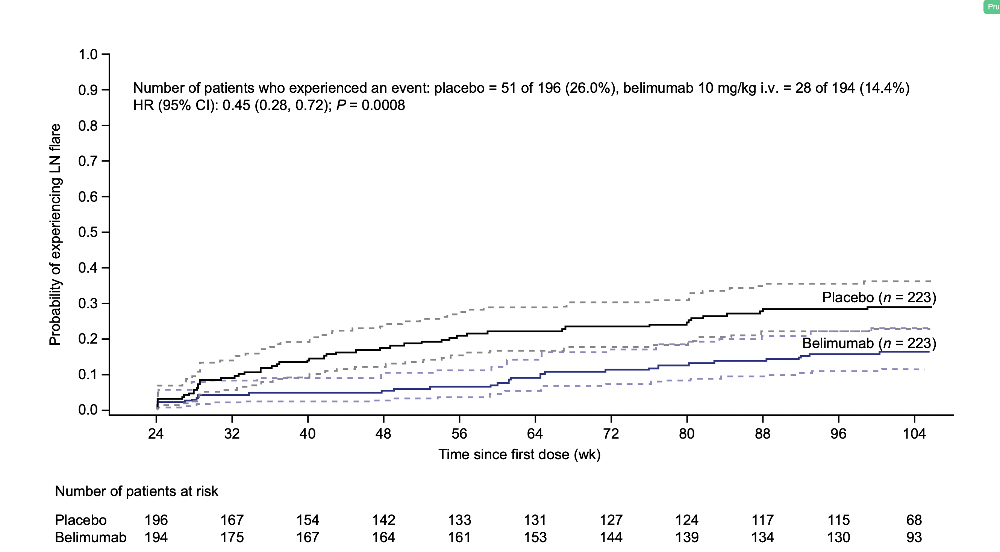 Pru
1.0
Number of patients who experienced an event: placebo = 51 of 196 (26.0%), belimumab 10 mg/kg i.v. = 28 of 194 (14.4%)
HR (95% CI): 0.45 (0.28, 0.72); P = 0.0008
0.9
0.8
0.7
0.6
0.5
0.4
0.3
0.2
0.1
0.0
Probability of experiencing LN flare
Placebo (n = 223)
Belimumab (n = 223)
24 32 40 48 56 64 72 80 88 96 104
Time since first dose (wk)
Number of patients at risk
Placebo 196 167 154 142 133 131 127 124 117 115 68
Belimumab 194 175 167 164 161 153 144 139 134 130 93